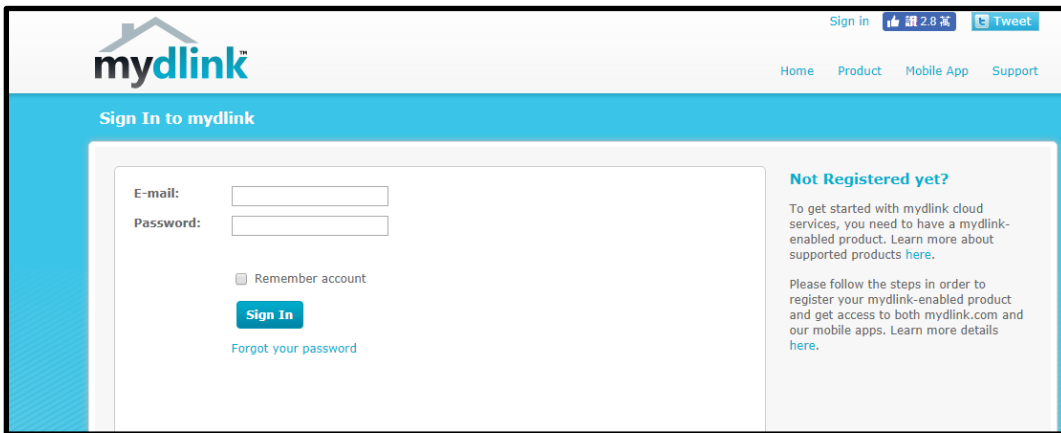 Sign in 讚 2.8 萬 Tweet
mydlink™
Home Product Mobile App Support
Sign In to mydlink
E-mail:
Password:
Remember account
Sign In
Forgot your password
Not Registered yet?
To get started with mydlink cloud
services, you need to have a mydlink-
enabled product. Learn more about
supported products here.
Please follow the steps in order to
register your mydlink-enabled product
and get access to both mydlink.com and
our mobile apps. Learn more details
here.